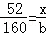 52/160 = x/b